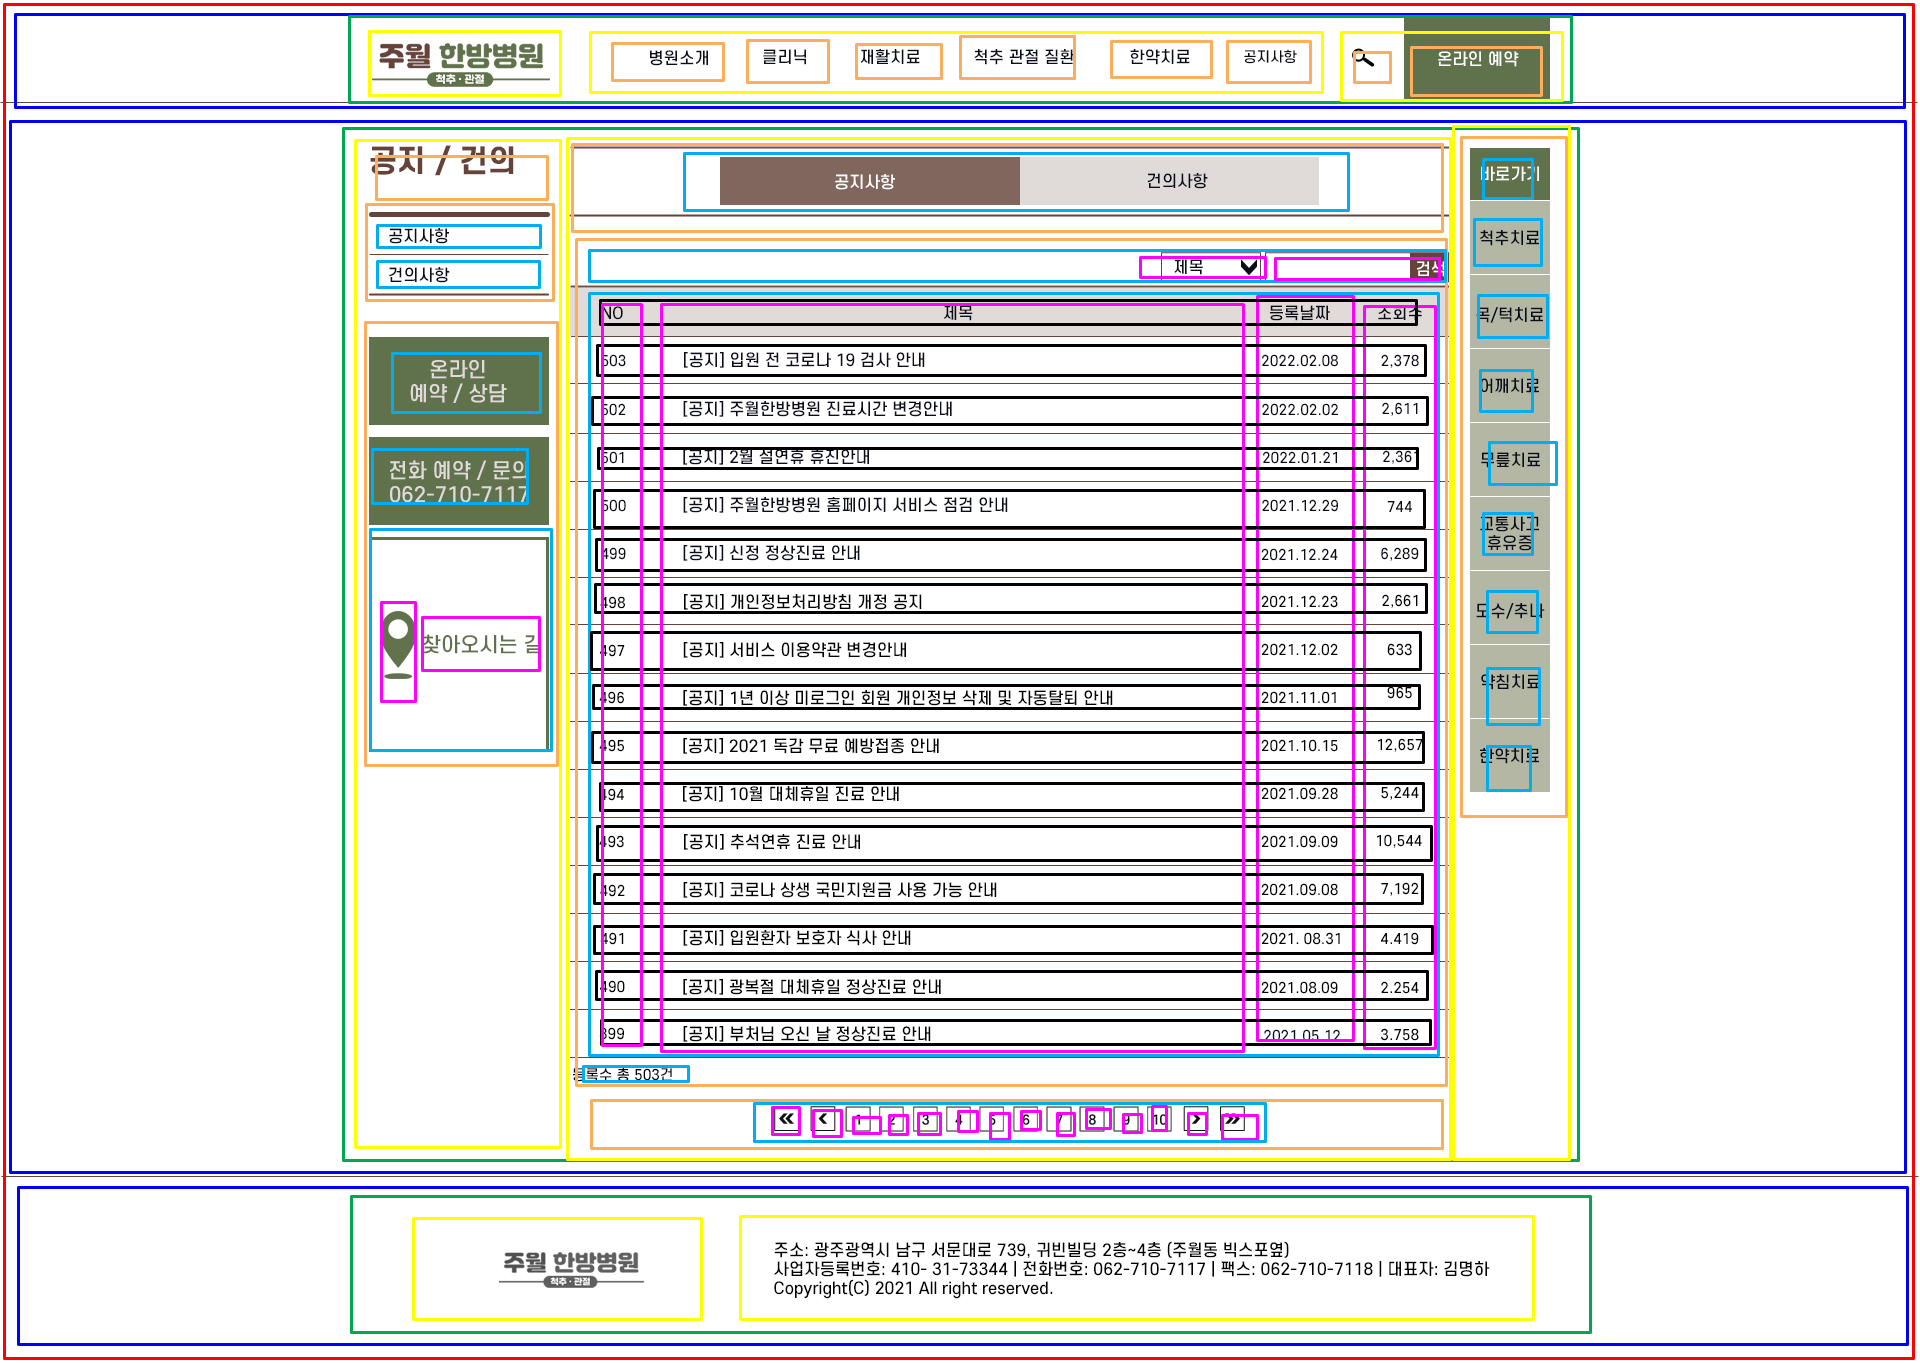 주월 한방병원
척추·관절
병원소개 클리닉 재활치료 척추 관절 질환 한약치료 공지사항 온라인 예약
공지 / 건의
공지사항
건의사항
온라인
예약 / 상담
전화 예약 / 문의
062-710-7117
찾아오시는 길
공지사항 건의사항
제목 검색
NO 제목 등록날짜 조회수
503 [공지] 입원 전 코로나 19 검사 안내 2022.02.08 2,378
502 [공지] 주월한방병원 진료시간 변경안내 2022.02.02 2,611
501 [공지] 2월 설연휴 휴진안내 2022.01.21 2,361
500 [공지] 주월한방병원 홈페이지 서비스 점검 안내 2021.12.29 744
499 [공지] 신정 정상진료 안내 2021.12.24 6,289
498 [공지] 개인정보처리방침 개정 공지 2021.12.23 2,661
497 [공지] 서비스 이용약관 변경안내 2021.12.02 633
496 [공지] 1년 이상 미로그인 회원 개인정보 삭제 및 자동탈퇴 안내 2021.11.01 965
495 [공지] 2021 독감 무료 예방접종 안내 2021.10.15 12,657
494 [공지] 10월 대체휴일 진료 안내 2021.09.28 5,244
493 [공지] 추석연휴 진료 안내 2021.09.09 10,544
492 [공지] 코로나 상생 국민지원금 사용 가능 안내 2021.09.08 7,192
491 [공지] 입원환자 보호자 식사 안내 2021. 08.31 4.419
490 [공지] 광복절 대체휴일 정상진료 안내 2021.08.09 2.254
399 [공지] 부처님 오신 날 정상진료 안내 2021.05.12 3.758
등록수 총 503건
« < 1 2 3 4 5 6 7 8 9 10 > »
바로가기
척추치료
목/턱치료
어깨치료
무릎치료
교통사고
휴유증
도수/추나
약침치료
한약치료
주월 한방병원
척추·관절
주소: 광주광역시 남구 서문대로 739, 귀빈빌딩 2층~4층 (주월동 빅스포옆)
사업자등록번호: 410- 31-73344 | 전화번호: 062-710-7117 | 팩스: 062-710-7118 | 대표자: 김명하
Copyright(C) 2021 All right reserved.